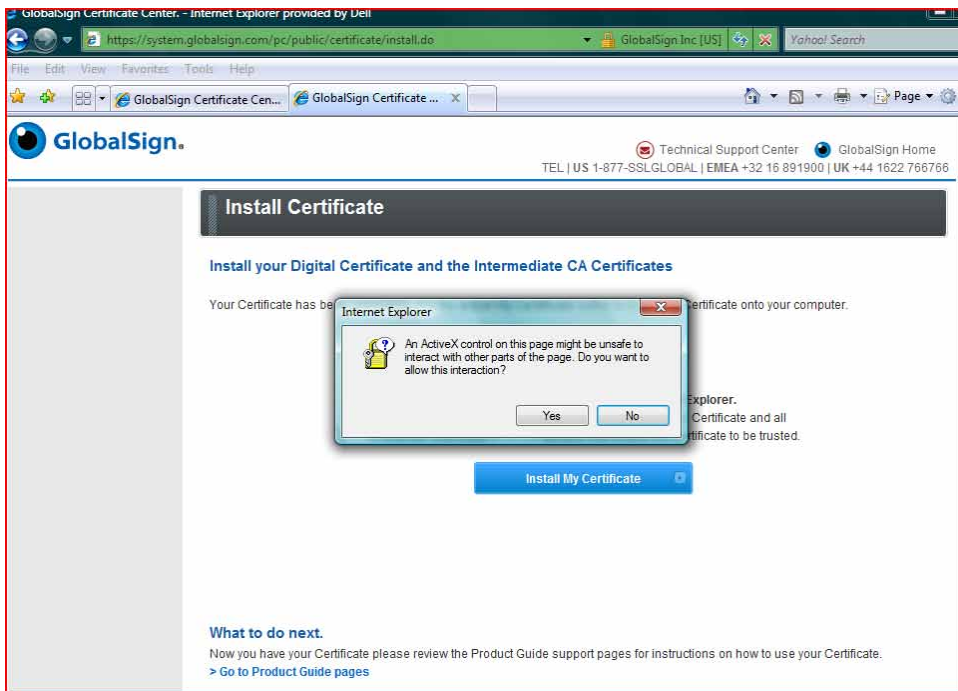 GlobalSign Certificate Center. - Internet Explorer provided by Dell
https://system.globalsign.com/pc/public/certificate/install.do
GlobalSign Inc [US]
Yahoo! Search
File Edit View Favorites Tools Help
GlobalSign Certificate Cen...
GlobalSign Certificate ...
Page
GlobalSign.
Technical Support Center GlobalSign Home
TEL | US 1-877-SSLGLOBAL | EMEA +32 16 891900 | UK +44 1622 766766
Install Certificate
Install your Digital Certificate and the Intermediate CA Certificates
Your Certificate has be
ertificate onto your computer.
Internet Explorer
An ActiveX control on this page might be unsafe to
interact with other parts of the page. Do you want to
allow this interaction?
Yes No
Explorer.
Certificate and all
rtificate to be trusted.
Install My Certificate
What to do next.
Now you have your Certificate please review the Product Guide support pages for instructions on how to use your Certificate.
> Go to Product Guide pages